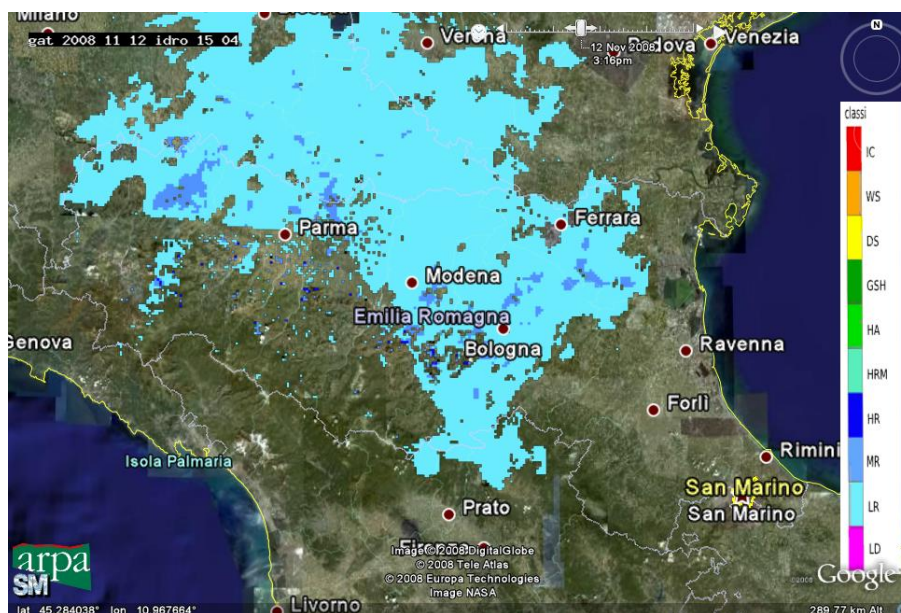 Milano
gat 2008 11 12 idro 15 04
Verona
12 Nov 2008
3:16pm
Padova
Venezia
N
classi
IC
WS
DS
GSH
HA
HRM
HR
MR
LR
LD
Ferrara
Parma
Modena
Emilia Romagna
Bologna
Genova
Ravenna
Forlì
Isola Palmaria
Rimini
San Marino
San Marino
Prato
Firenze
Image © 2008 DigitalGlobe
© 2008 Tele Atlas
© 2008 Europa Technologies
Image NASA
arpa
SM
©2008 Google
Livorno
lat 45.284038° lon 10.967664°
289.77 km Alt